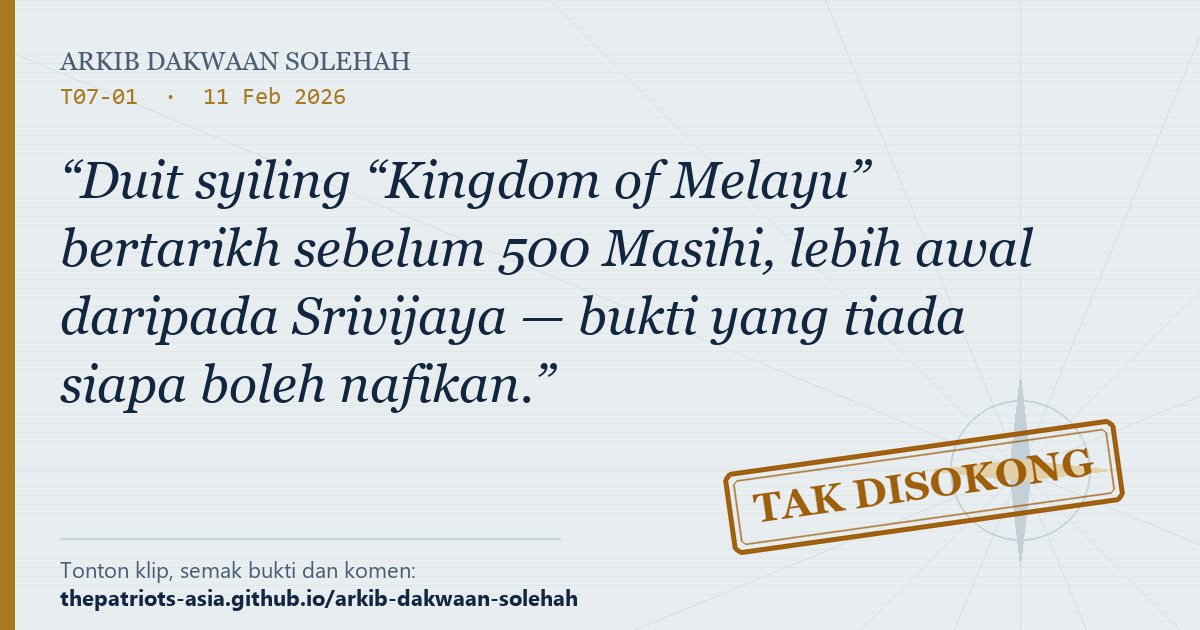 ARKIB DAKWAAN SOLEHAH
T07-01 · 11 Feb 2026
“Duit syiling “Kingdom of Melayu”
bertarikh sebelum 500 Masihi, lebih awal
daripada Srivijaya — bukti yang tiada
siapa boleh nafikan.”
TAK DISOKONG
Tonton klip, semak bukti dan komen:
thepatriots-asia.github.io/arkib-dakwaan-solehah